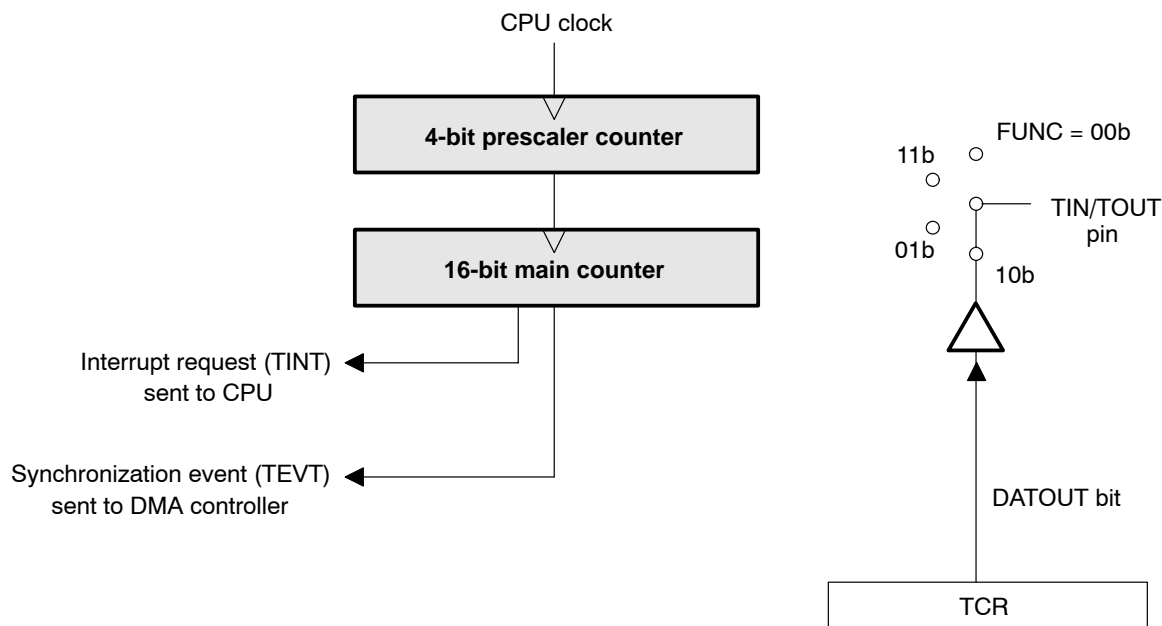 CPU clock
4-bit prescaler counter
16-bit main counter
Interrupt request (TINT)
sent to CPU
Synchronization event (TEVT)
sent to DMA controller
FUNC = 00b
11b
TIN/TOUT
pin
01b
10b
DATOUT bit
TCR